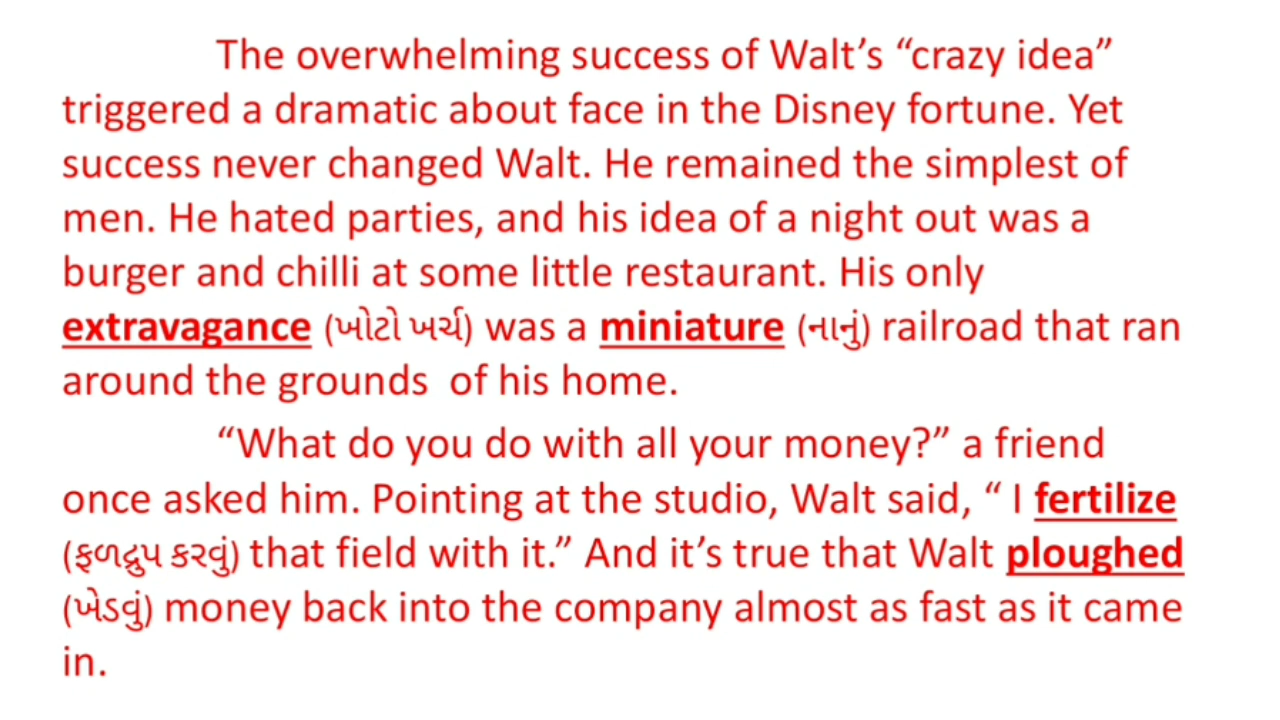 The overwhelming success of Walt’s “crazy idea”
triggered a dramatic about face in the Disney fortune. Yet
success never changed Walt. He remained the simplest of
men. He hated parties, and his idea of a night out was a
burger and chilli at some little restaurant. His only
extravagance (ખોટો ખર્ચ) was a miniature (નાનું) railroad that ran
around the grounds of his home.
“What do you do with all your money?” a friend
once asked him. Pointing at the studio, Walt said, “ I fertilize
(ફળદ્રુપ કરવું) that field with it.” And it’s true that Walt ploughed
(ખેડવું) money back into the company almost as fast as it came
in.